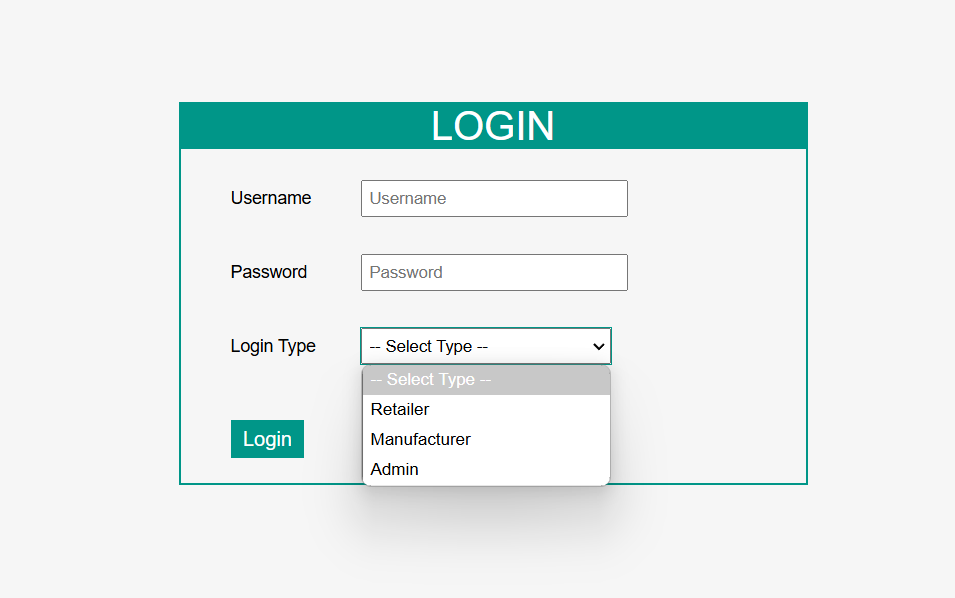 LOGIN
Username Username
Password Password
Login Type -- Select Type --
-- Select Type --
Retailer
Manufacturer
Login
Admin